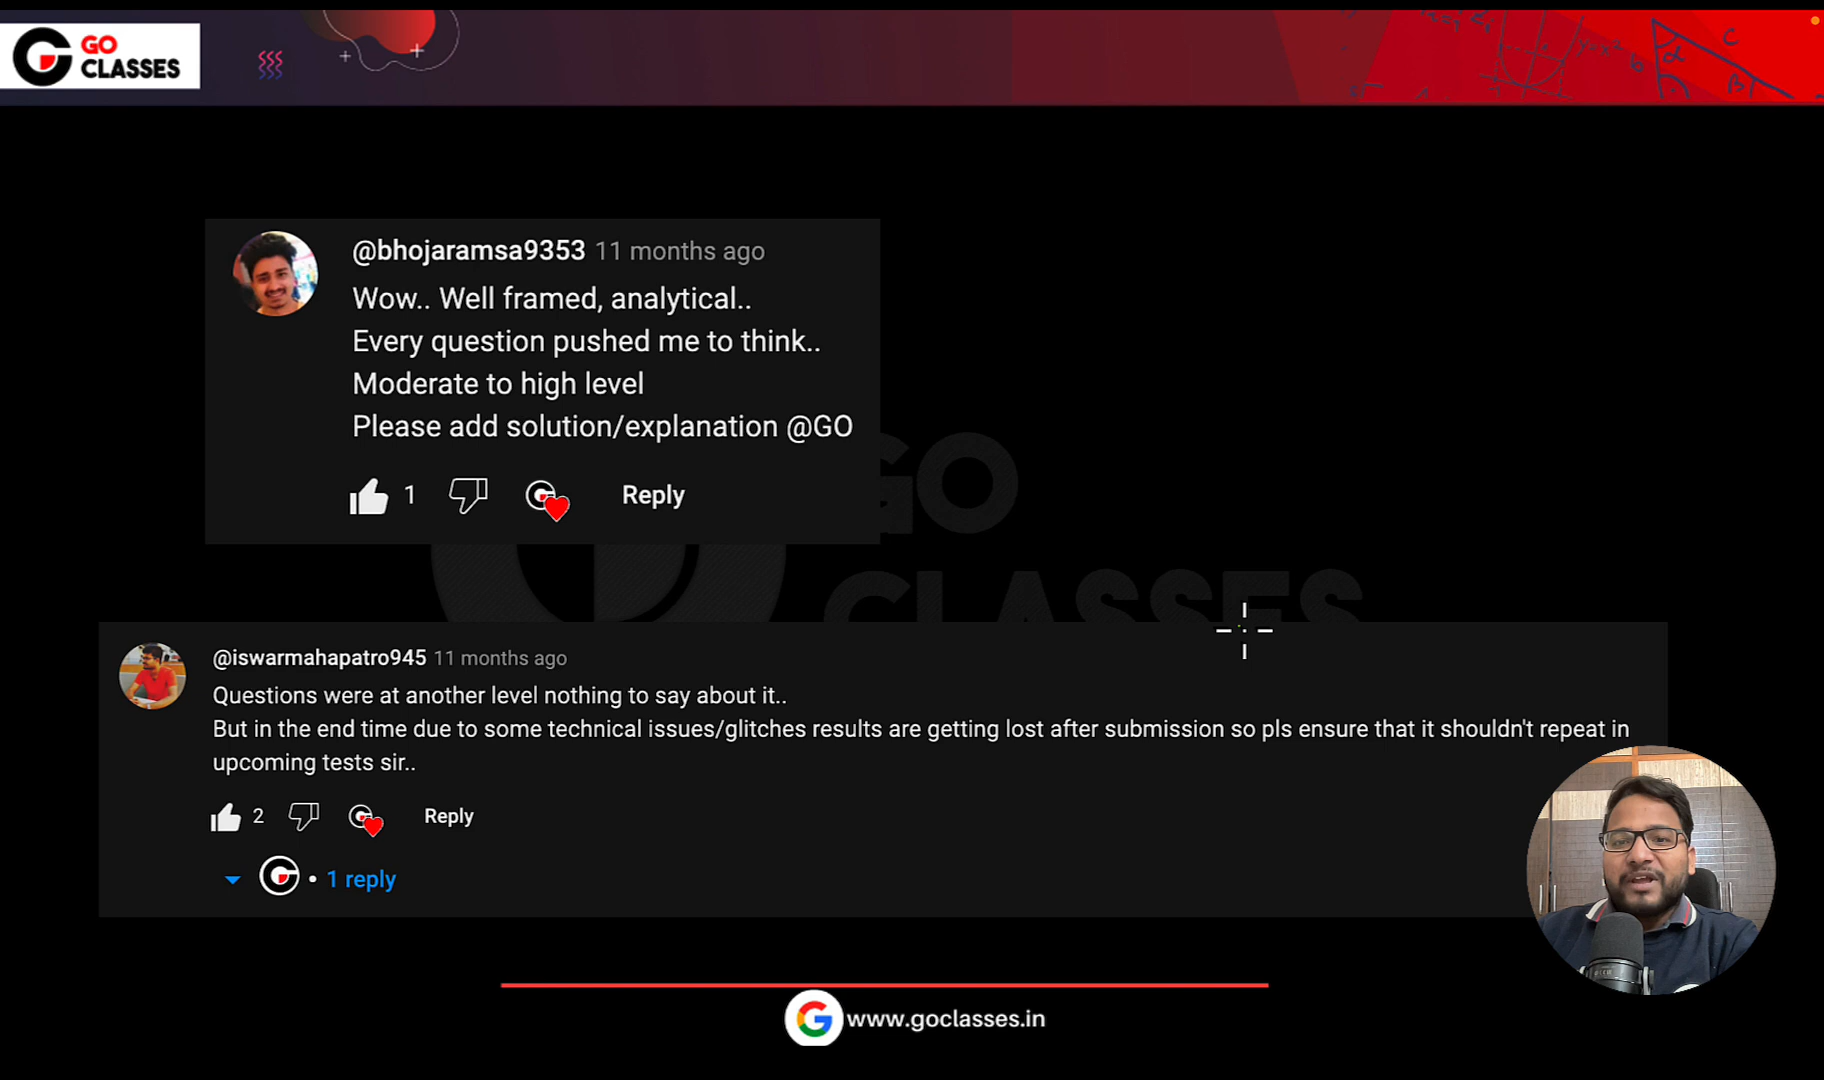 GO
CLASSES
@bhojaramsa9353 11 months ago
Wow.. Well framed, analytical..
Every question pushed me to think..
Moderate to high level
Please add solution/explanation @GO
1 Reply
GO
CLASSES
@iswarmahapatro945 11 months ago
Questions were at another level nothing to say about it..
But in the end time due to some technical issues/glitches results are getting lost after submission so pls ensure that it shouldn't repeat in
upcoming tests sir..
2 Reply
• 1 reply
www.goclasses.in